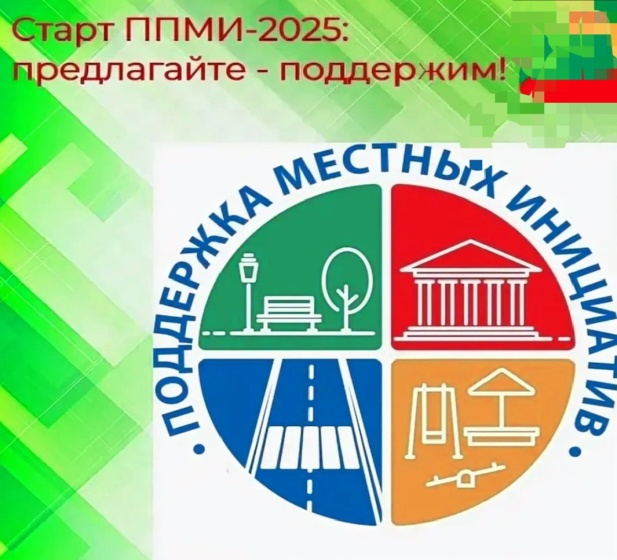 Старт ППМИ-2025:
предлагайте - поддержим!
• ПОДДЕРЖКА МЕСТНЫХ ИНИЦИАТИВ •